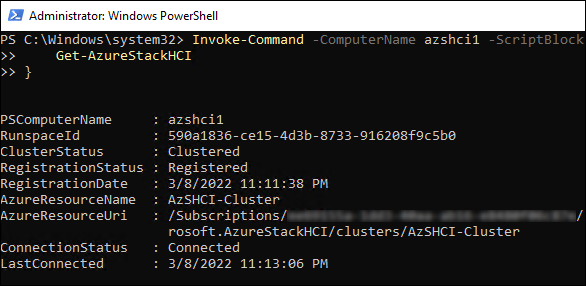 Administrator: Windows PowerShell
PS C:\Windows\system32> Invoke-Command -ComputerName azshci1 -ScriptBlock
>>     Get-AzureStackHCI
>> }
PSComputerName     : azshci1
RunspaceId         : 590a1836-ce15-4d3b-8733-916208f9c5b0
ClusterStatus      : Clustered
RegistrationStatus : Registered
RegistrationDate   : 3/8/2022 11:11:38 PM
AzureResourceName  : AzSHCI-Cluster
AzureResourceUri   : /Subscriptions/ /
rosoft.AzureStackHCI/clusters/AzSHCI-Cluster
ConnectionStatus   : Connected
LastConnected      : 3/8/2022 11:13:06 PM